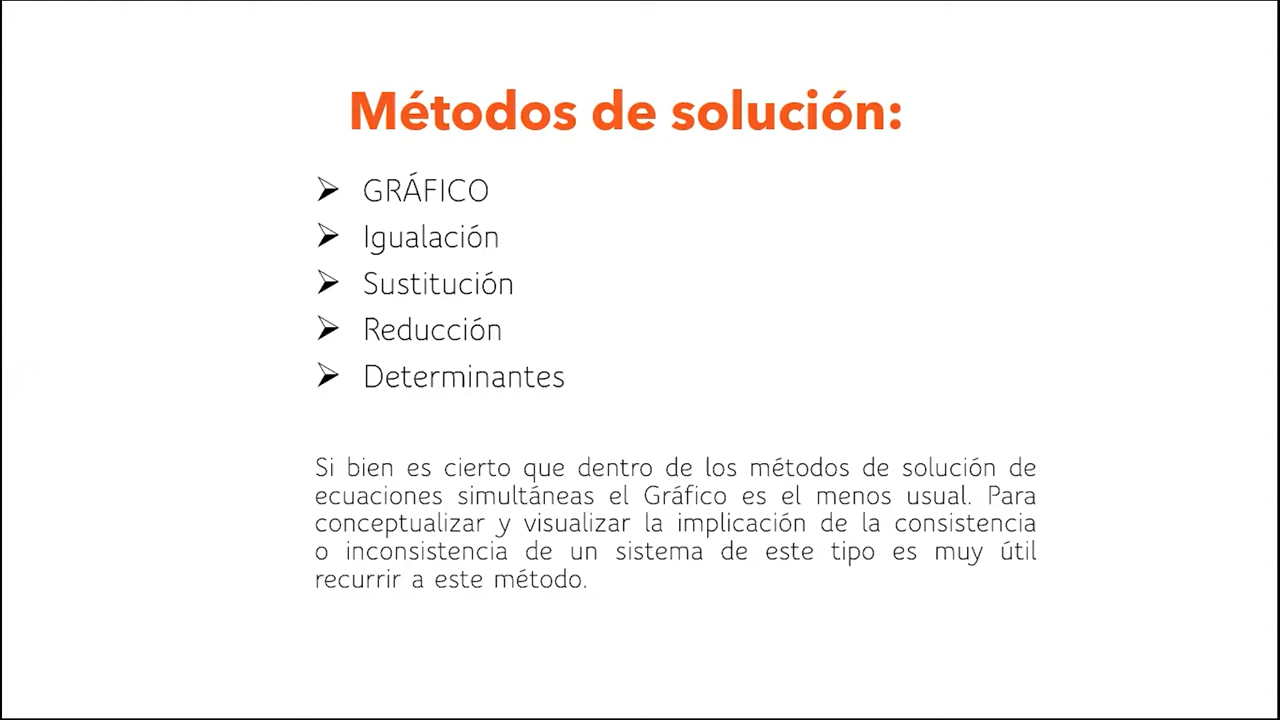 Métodos de solución:
GRÁFICO
Igualación
Sustitución
Reducción
Determinantes
Si bien es cierto que dentro de los métodos de solución de
ecuaciones simultáneas el Gráfico es el menos usual. Para
conceptualizar y visualizar la implicación de la consistencia
o inconsistencia de un sistema de este tipo es muy útil
recurrir a este método.